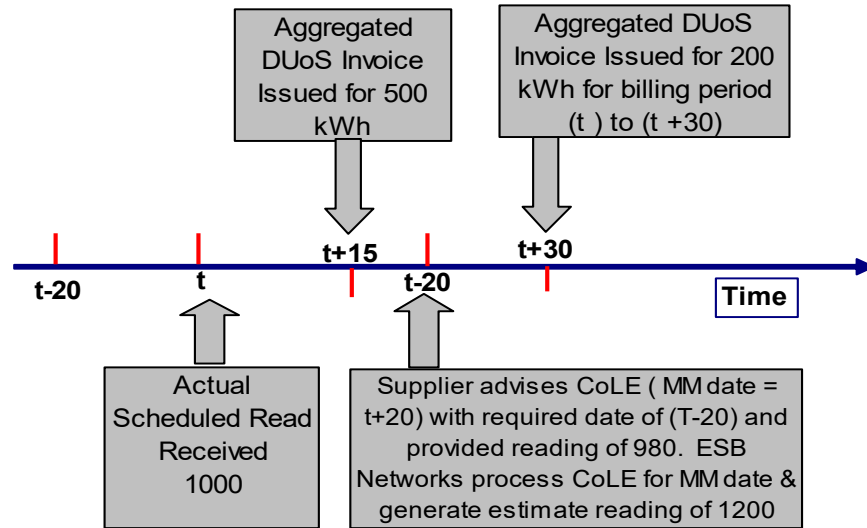 Aggregated
DUoS Invoice
Issued for 500
kWh
Aggregated DUoS
Invoice Issued for 200
kWh for billing period
(t ) to (t +30)
t-20
t
t+15
t-20
t+30
Time
Actual
Scheduled Read
Received
1000
Supplier advises CoLE ( MM date =
t+20) with required date of (T-20) and
provided reading of 980. ESB
Networks process CoLE for MM date &
generate estimate reading of 1200